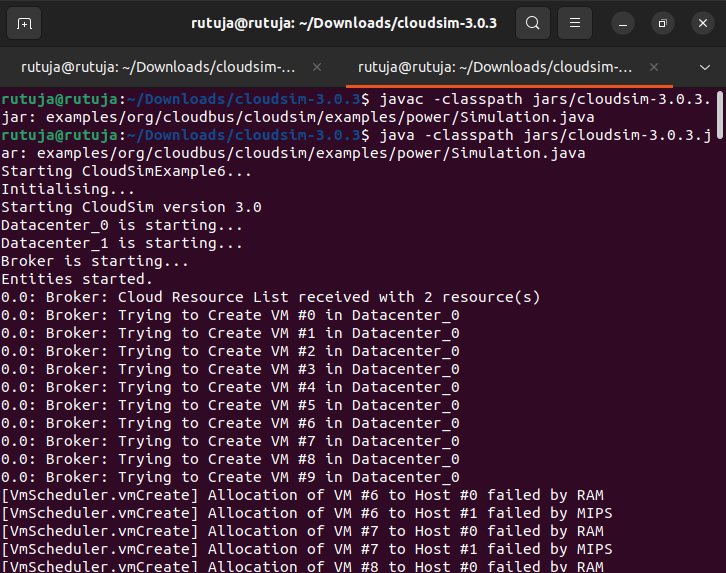 rutuja@rutuja: ~/Downloads/cloudsim-3.0.3
rutuja@rutuja: ~/Downloads/cloudsim-...
rutuja@rutuja: ~/Downloads/cloudsim-...
rutuja@rutuja:~/Downloads/cloudsim-3.0.3$ javac -classpath jars/cloudsim-3.0.3.
jar: examples/org/cloudbus/cloudsim/examples/power/Simulation.java
rutuja@rutuja:~/Downloads/cloudsim-3.0.3$ java -classpath jars/cloudsim-3.0.3.j
ar: examples/org/cloudbus/cloudsim/examples/power/Simulation.java
Starting CloudSimExample6...
Initialising...
Starting CloudSim version 3.0
Datacenter_0 is starting...
Datacenter_1 is starting...
Broker is starting...
Entities started.
0.0: Broker: Cloud Resource List received with 2 resource(s)
0.0: Broker: Trying to Create VM #0 in Datacenter_0
0.0: Broker: Trying to Create VM #1 in Datacenter_0
0.0: Broker: Trying to Create VM #2 in Datacenter_0
0.0: Broker: Trying to Create VM #3 in Datacenter_0
0.0: Broker: Trying to Create VM #4 in Datacenter_0
0.0: Broker: Trying to Create VM #5 in Datacenter_0
0.0: Broker: Trying to Create VM #6 in Datacenter_0
0.0: Broker: Trying to Create VM #7 in Datacenter_0
0.0: Broker: Trying to Create VM #8 in Datacenter_0
0.0: Broker: Trying to Create VM #9 in Datacenter_0
[VmScheduler.vmCreate] Allocation of VM #6 to Host #0 failed by RAM
[VmScheduler.vmCreate] Allocation of VM #6 to Host #1 failed by MIPS
[VmScheduler.vmCreate] Allocation of VM #7 to Host #0 failed by RAM
[VmScheduler.vmCreate] Allocation of VM #7 to Host #1 failed by MIPS
[VmScheduler.vmCreate] Allocation of VM #8 to Host #0 failed by RAM